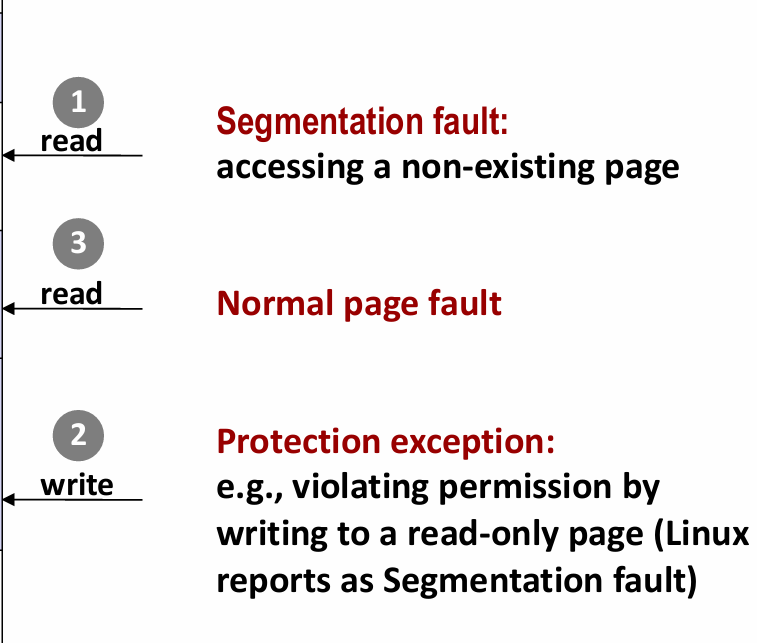 1
read
Segmentation fault:
accessing a non-existing page
3
read
Normal page fault
2
write
Protection exception:
e.g., violating permission by
writing to a read-only page (Linux
reports as Segmentation fault)